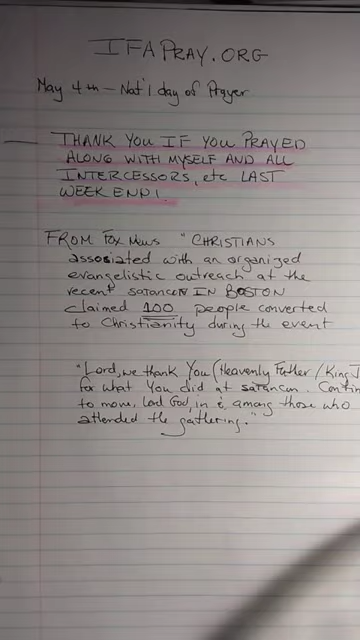 IFAPRAY.ORG
May 4th - Nat'l day of Prayer
THANK YOU IF YOU PRAYED
ALONG WITH MYSELF AND ALL
INTERCESSORS, etc LAST
WEEKEND!
FROM Fox News "CHRISTIANS
associated with an organized
evangelistic outreach at the
recent satancon IN BOSTON
claimed 100 people converted
to Christianity during the event
"Lord, we thank You (Heavenly Father / King J
for what You did at satancon. Contin
to move, Lord God, in & among those who
attended the gathering."